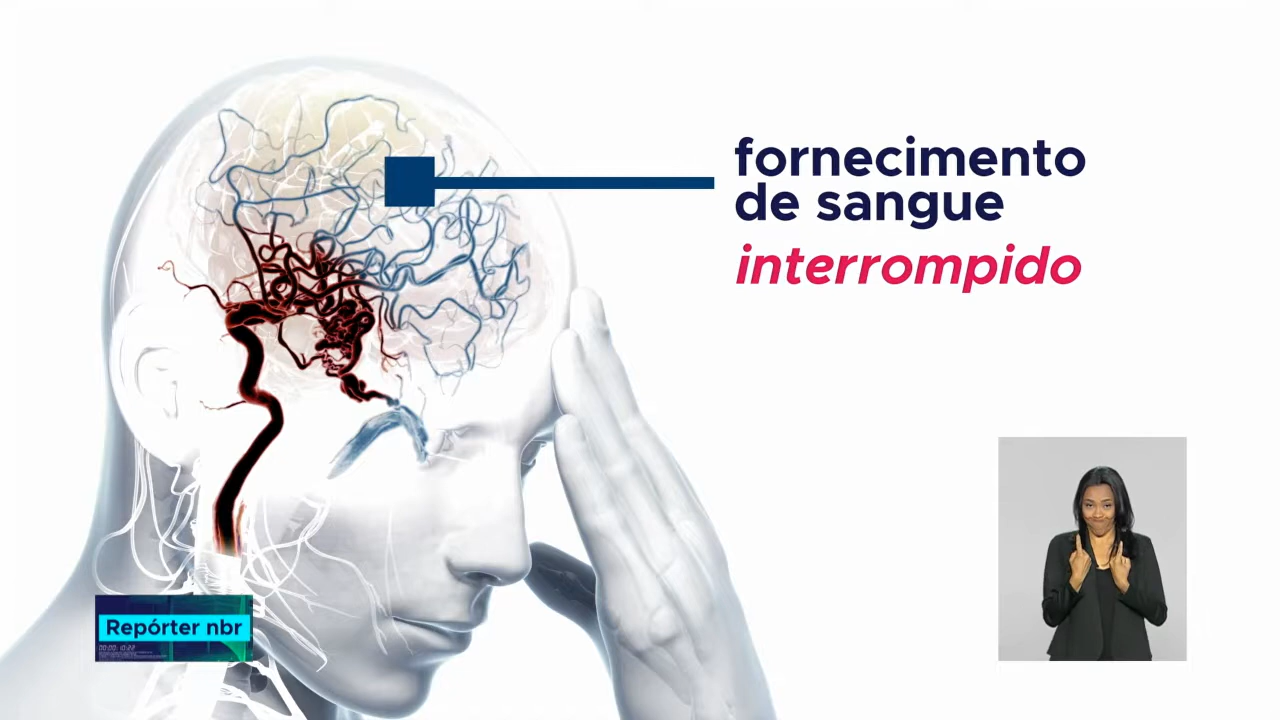 fornecimento
de sangue
interrompido
Repórter nbr